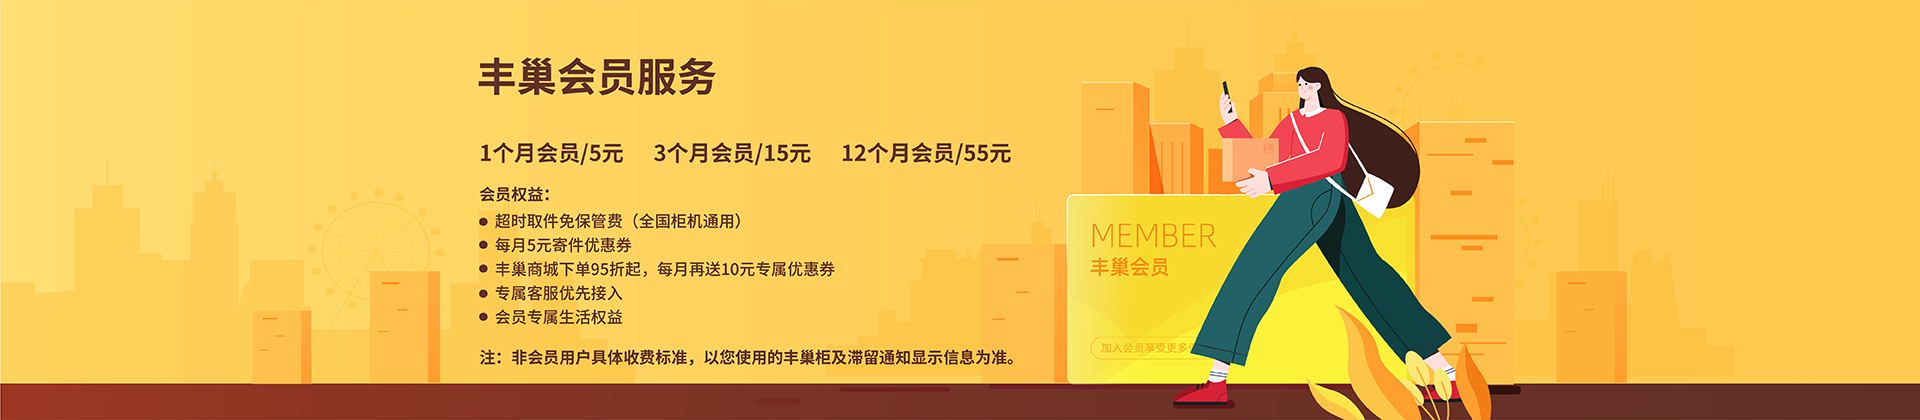 丰巢会员服务
1个月会员/5元 3个月会员/15元 12个月会员/55元
会员权益：
● 超时取件免保管费（全国柜机通用）
● 每月5元寄件优惠券
● 丰巢商城下单95折起，每月再送10元专属优惠券
● 专属客服优先接入
● 会员专属生活权益
注：非会员用户具体收费标准，以您使用的丰巢柜及滞留通知显示信息为准。
MEMBER
丰巢会员
加入会员享受更多